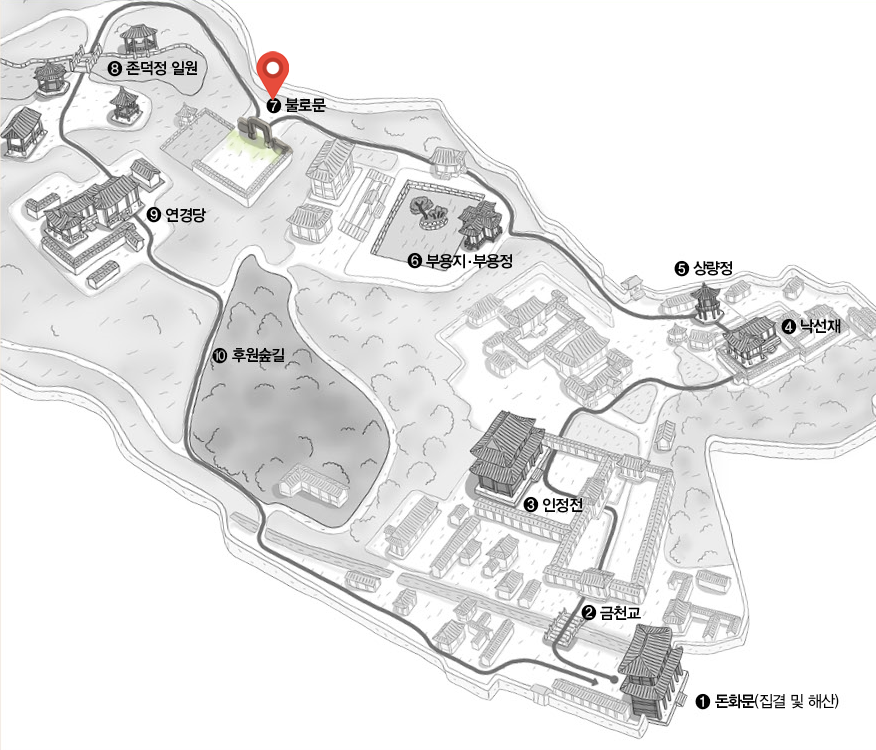 ❽ 존덕정 일원
❼ 불로문
❾ 연경당
❻ 부용지·부용정
❺ 상량정
❹ 낙선재
❿ 후원숲길
❸ 인정전
❷ 금천교
❶ 돈화문(집결 및 해산)